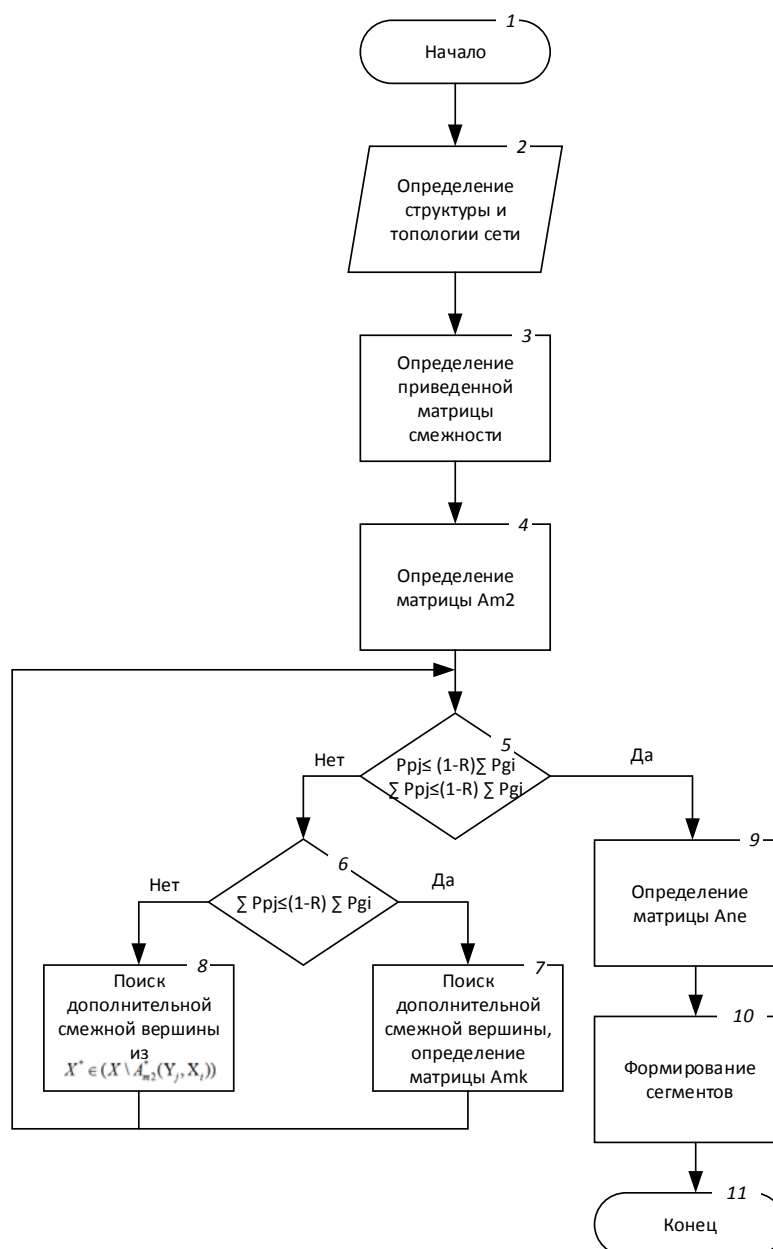 1
Начало
2
Определение
структуры и
топологии сети
3
Определение
приведенной
матрицы
смежности
4
Определение
матрицы Am2
5
Ppj≤ (1-R)∑ Pgi
∑ Ppj≤(1-R) ∑ Pgi
Нет
Да
6
∑ Ppj≤(1-R) ∑ Pgi
Нет
Да
8
Поиск
дополнительной
смежной вершины
из
X* ∈ (X \ A*m2(Yj, Xi))
7
Поиск
дополнительной
смежной вершины,
определение
матрицы Amk
9
Определение
матрицы Ane
10
Формирование
сегментов
11
Конец